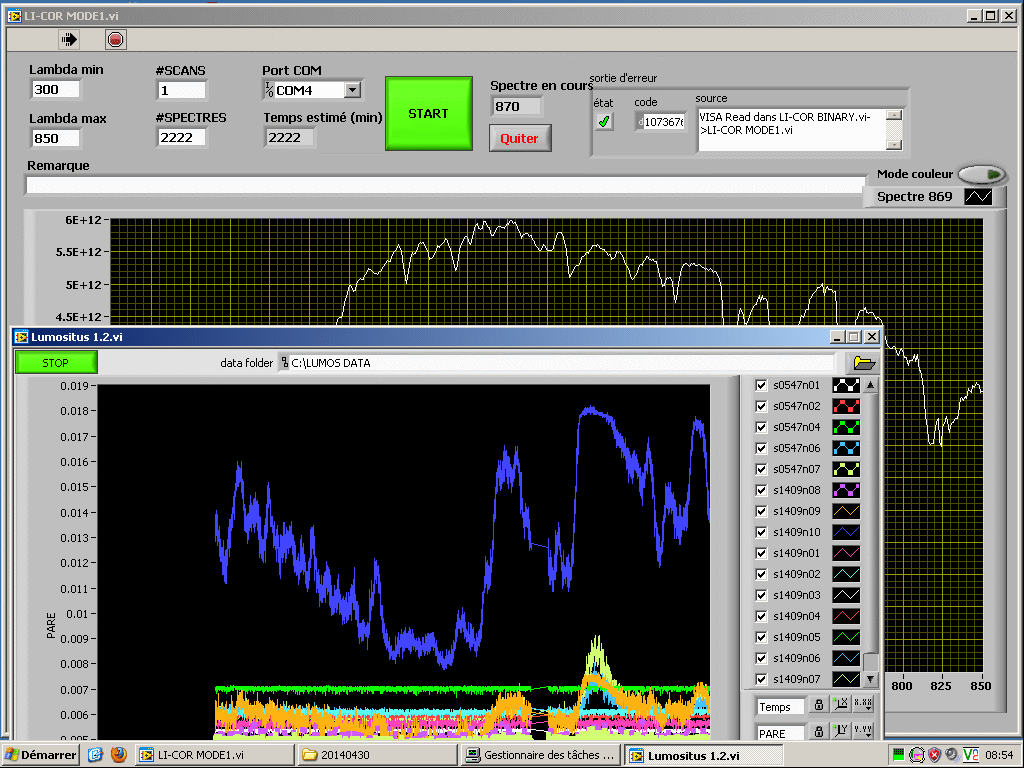 LI-COR MODE1.vi
Lambda min
#SCANS
Port COM
300
1
COM4
Spectre en cours
870
Lambda max
#SPECTRES
Temps estimé (min)
850
2222
2222
START
Quiter
sortie d'erreur
état
code
source
1073676
VISA Read dans LI-COR BINARY.vi-
>LI-COR MODE1.vi
Remarque
Mode couleur
Spectre 869
6E+12
5.5E+12
5E+12
4.5E+12
Lumositus 1.2.vi
STOP
data folder
C:\LUMOS DATA
0.019
0.018
0.017
0.016
0.015
0.014
0.013
0.012
0.011
0.01
0.009
0.008
0.007
0.006
0.005
PARE
s0547n01
s0547n02
s0547n04
s0547n06
s0547n07
s1409n08
s1409n09
s1409n10
s1409n01
s1409n02
s1409n03
s1409n04
s1409n05
s1409n06
s1409n07
800
825
850
Temps
PARE
Démarrer
LI-COR MODE1.vi
20140430
Gestionnaire des tâches ...
Lumositus 1.2.vi
08:54